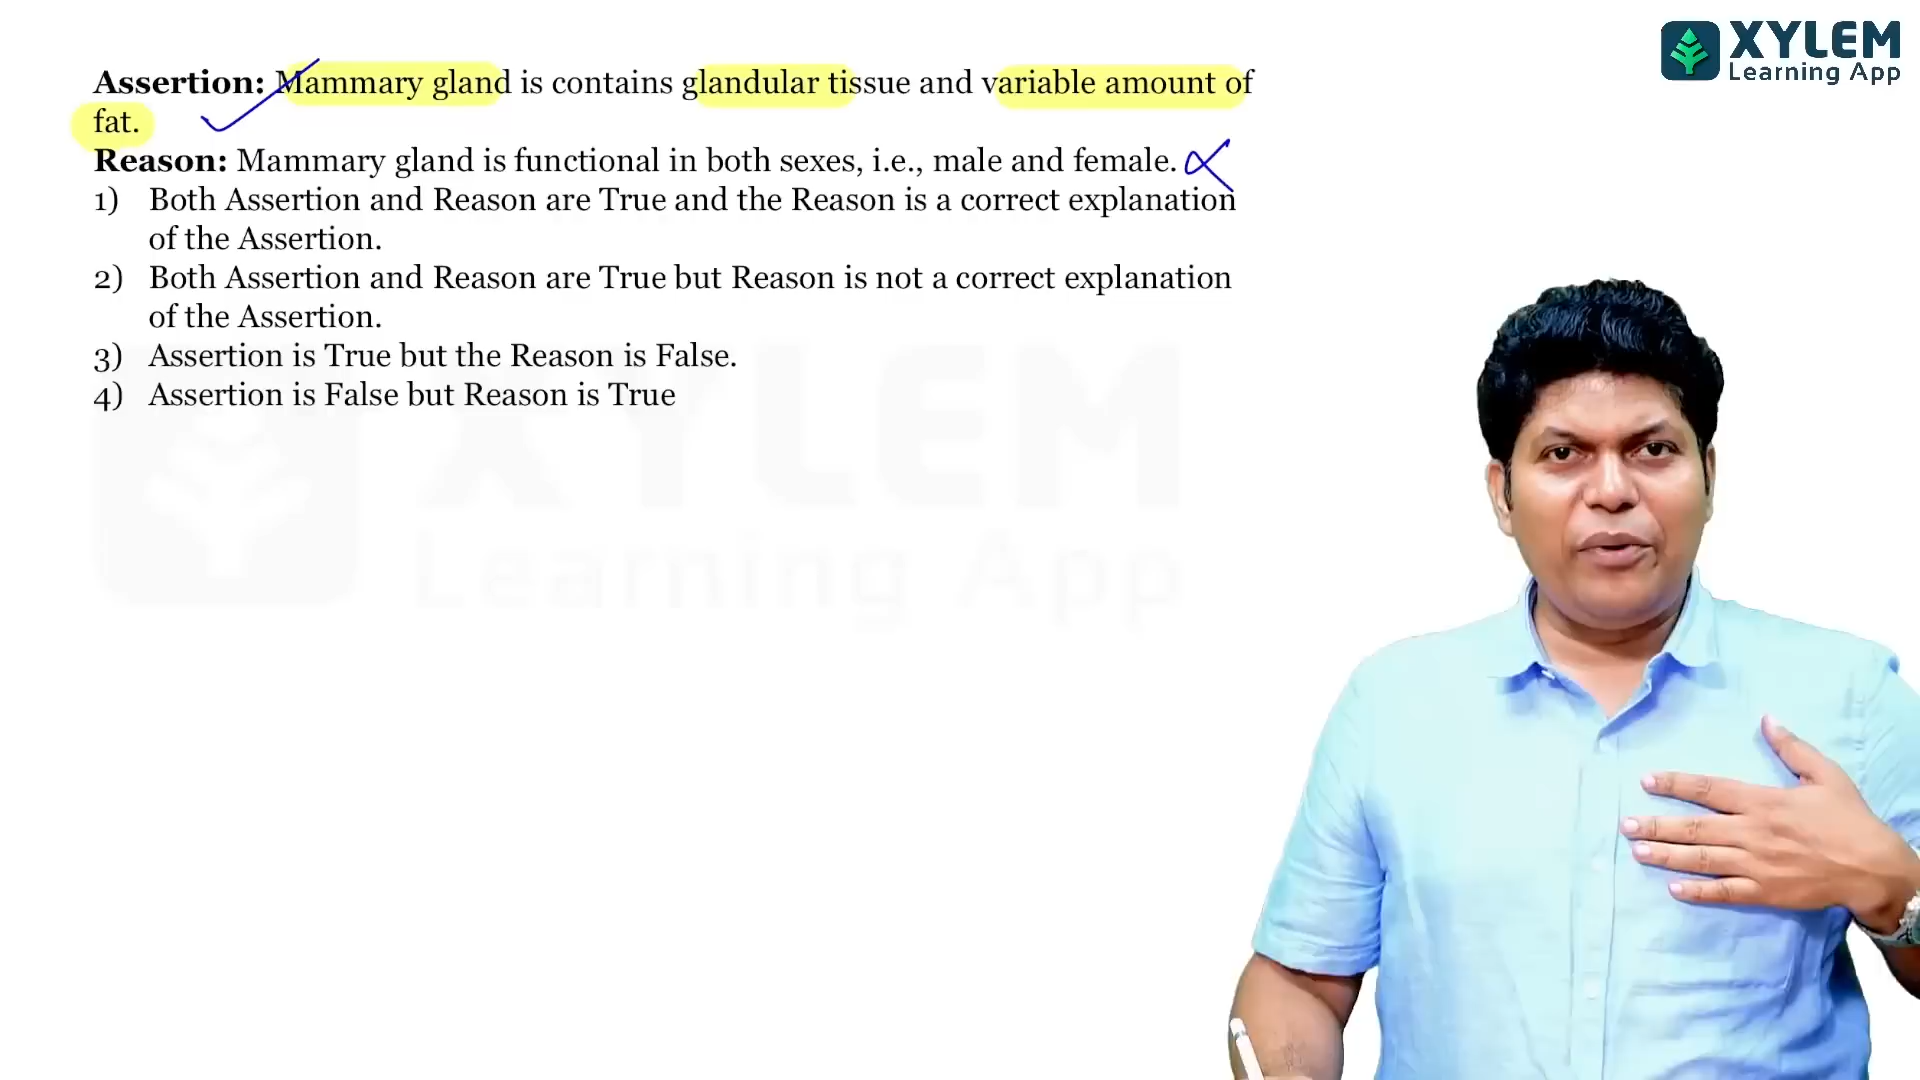 XYLEM
Learning App
Assertion: Mammary gland is contains glandular tissue and variable amount of
fat.
Reason: Mammary gland is functional in both sexes, i.e., male and female.
1) Both Assertion and Reason are True and the Reason is a correct explanation
of the Assertion.
2) Both Assertion and Reason are True but Reason is not a correct explanation
of the Assertion.
3) Assertion is True but the Reason is False.
4) Assertion is False but Reason is True
XYLEM
Learning App